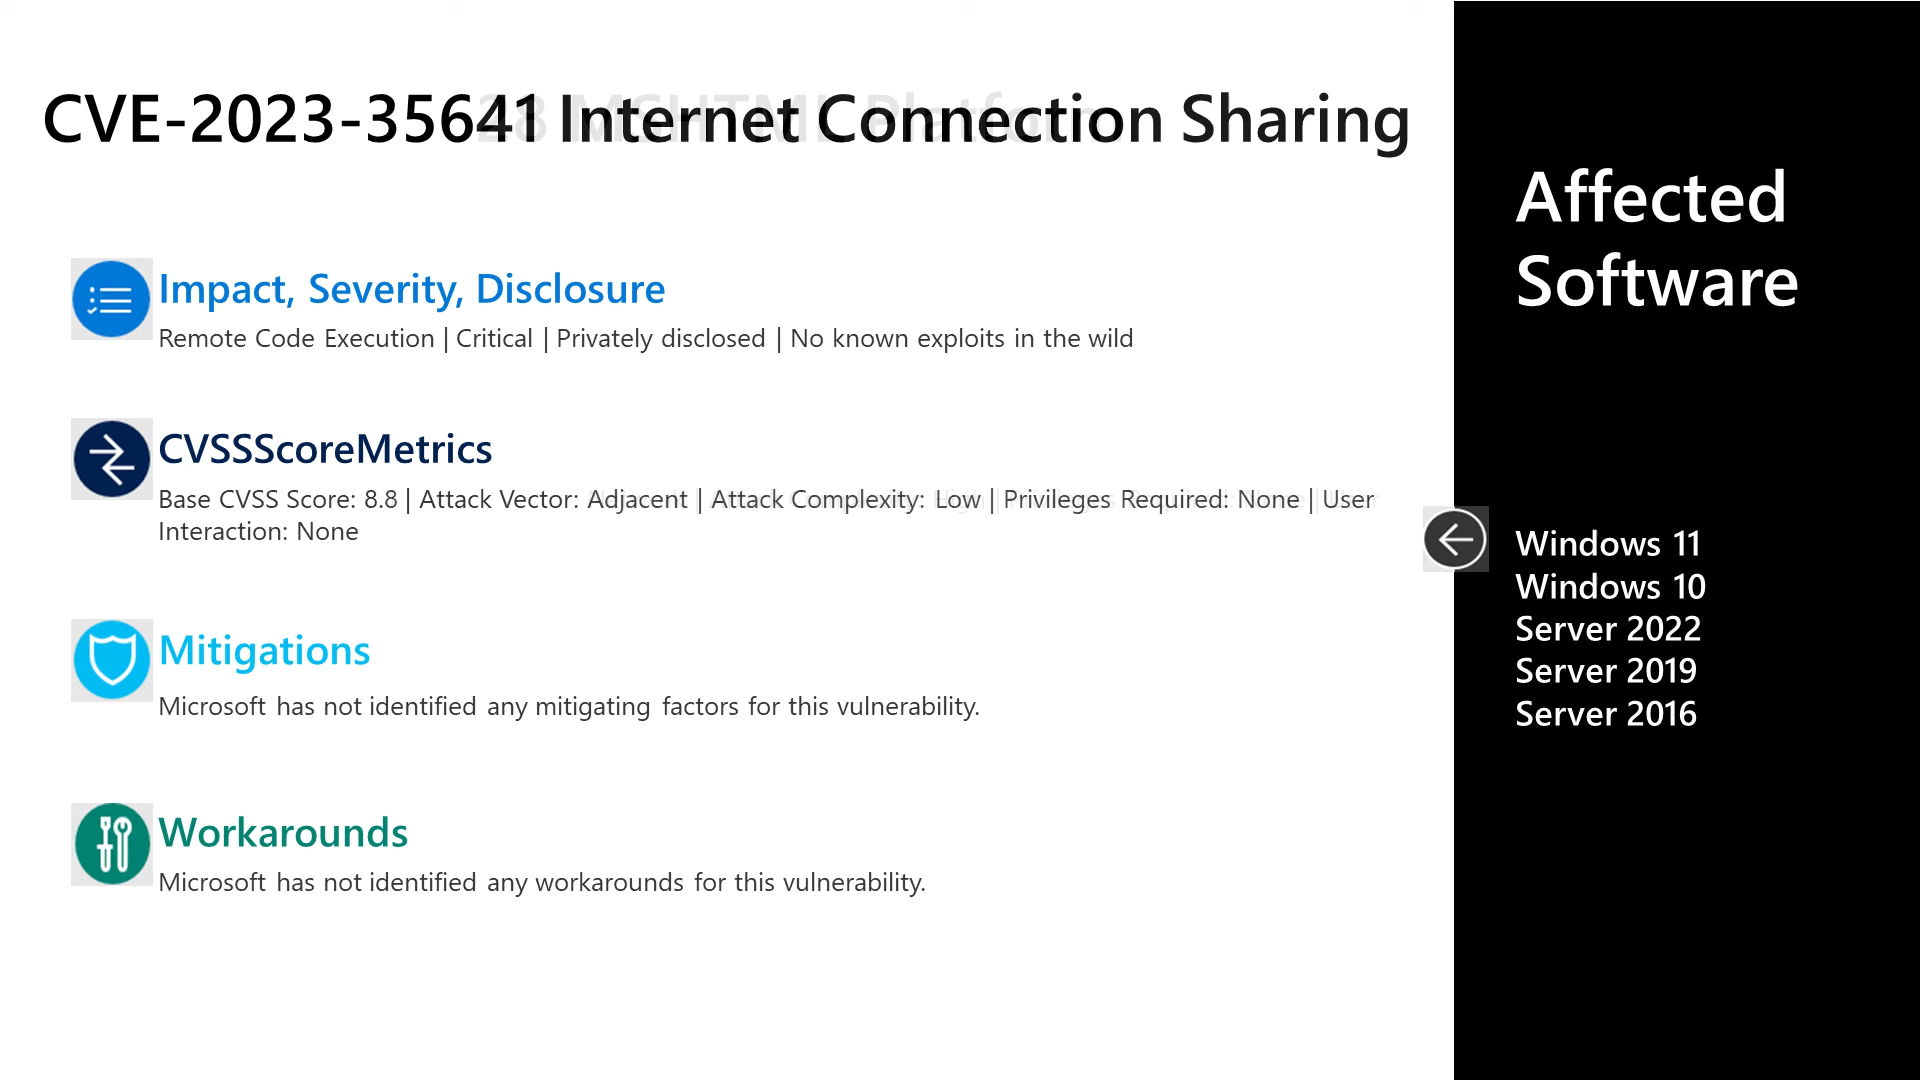 CVE-2023-35641 Internet Connection Sharing
Impact, Severity, Disclosure
Remote Code Execution | Critical | Privately disclosed | No known exploits in the wild
CVSSScoreMetrics
Base CVSS Score: 8.8 | Attack Vector: Adjacent | Attack Complexity: Low | Privileges Required: None | User
Interaction: None
Mitigations
Microsoft has not identified any mitigating factors for this vulnerability.
Workarounds
Microsoft has not identified any workarounds for this vulnerability.
Affected
Software
Windows 11
Windows 10
Server 2022
Server 2019
Server 2016